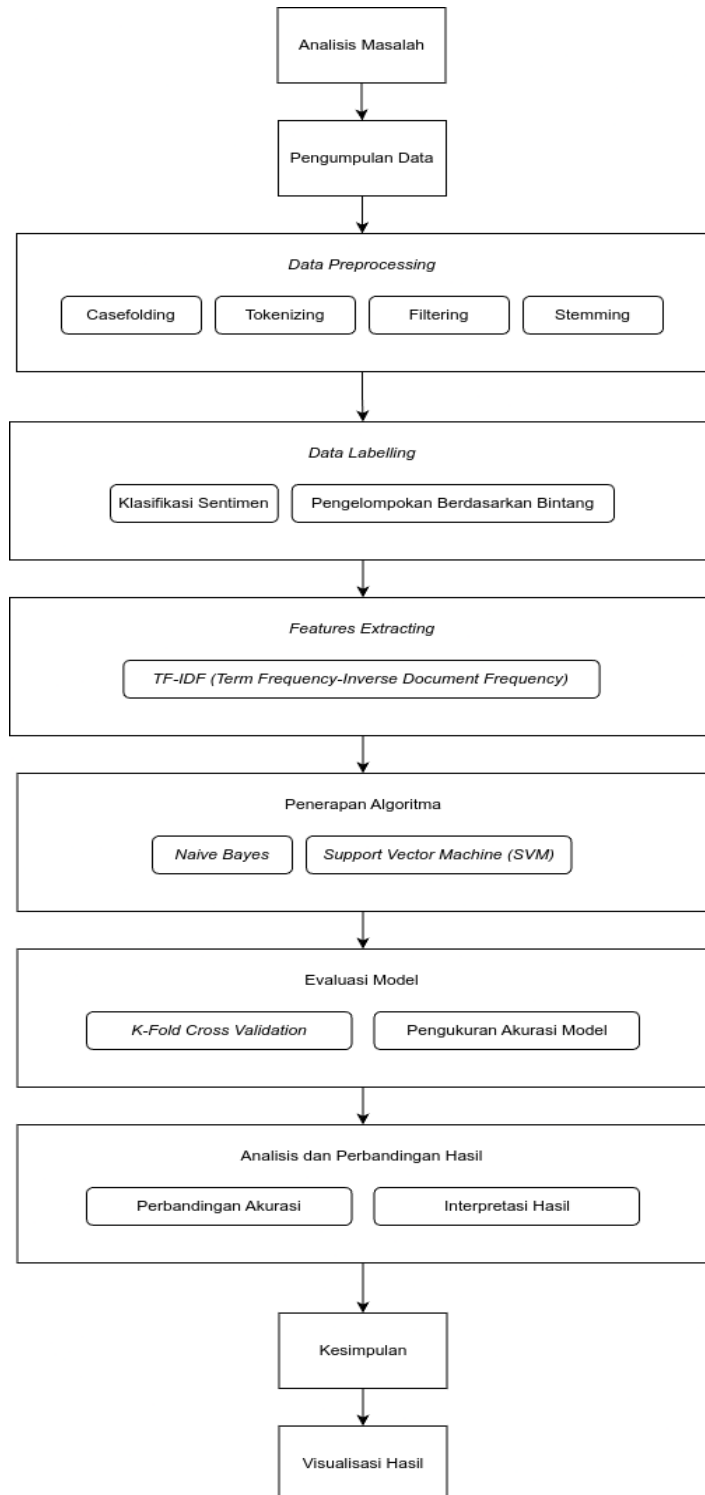 Analisis Masalah
Pengumpulan Data
Data Preprocessing
Casefolding
Tokenizing
Filtering
Stemming
Data Labelling
Klasifikasi Sentimen
Pengelompokan Berdasarkan Bintang
Features Extracting
TF-IDF (Term Frequency-Inverse Document Frequency)
Penerapan Algoritma
Naive Bayes
Support Vector Machine (SVM)
Evaluasi Model
K-Fold Cross Validation
Pengukuran Akurasi Model
Analisis dan Perbandingan Hasil
Perbandingan Akurasi
Interpretasi Hasil
Kesimpulan
Visualisasi Hasil